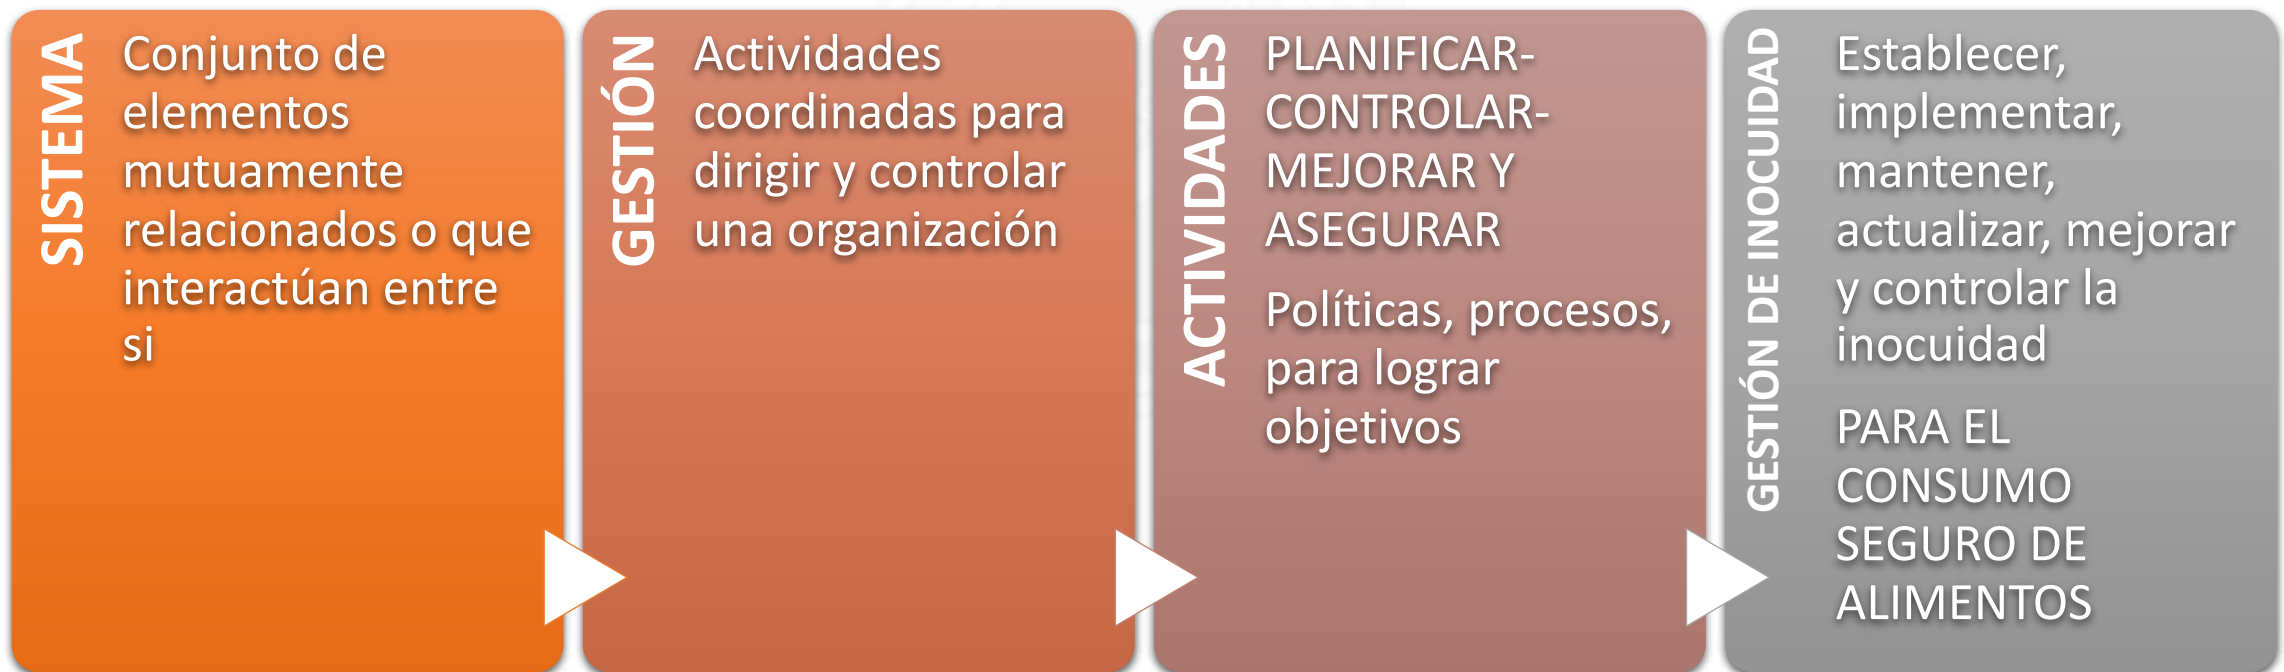 SISTEMA
Conjunto de
elementos
mutuamente
relacionados o que
interactúan entre
si
GESTIÓN
Actividades
coordinadas para
dirigir y controlar
una organización
ACTIVIDADES
PLANIFICAR-
CONTROLAR-
MEJORAR Y
ASEGURAR
Políticas, procesos,
para lograr
objetivos
GESTIÓN DE INOCUIDAD
Establecer,
implementar,
mantener,
actualizar, mejorar
y controlar la
inocuidad
PARA EL
CONSUMO
SEGURO DE
ALIMENTOS